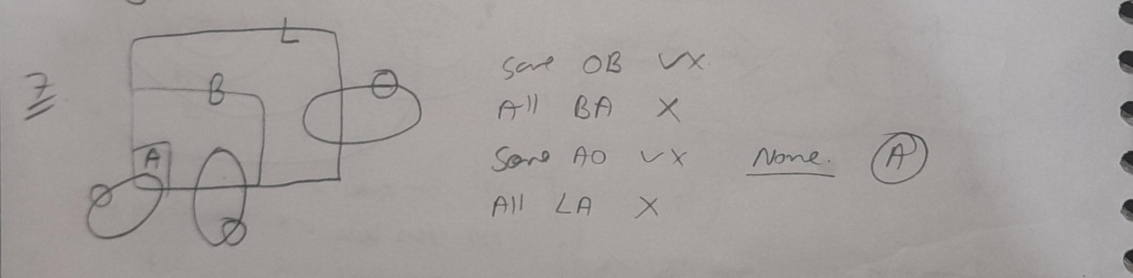 7
L
B
A
O
O
O
Some OB ✓✗
All BA ✗
Some AO ✓✗ None. A
All LA ✗